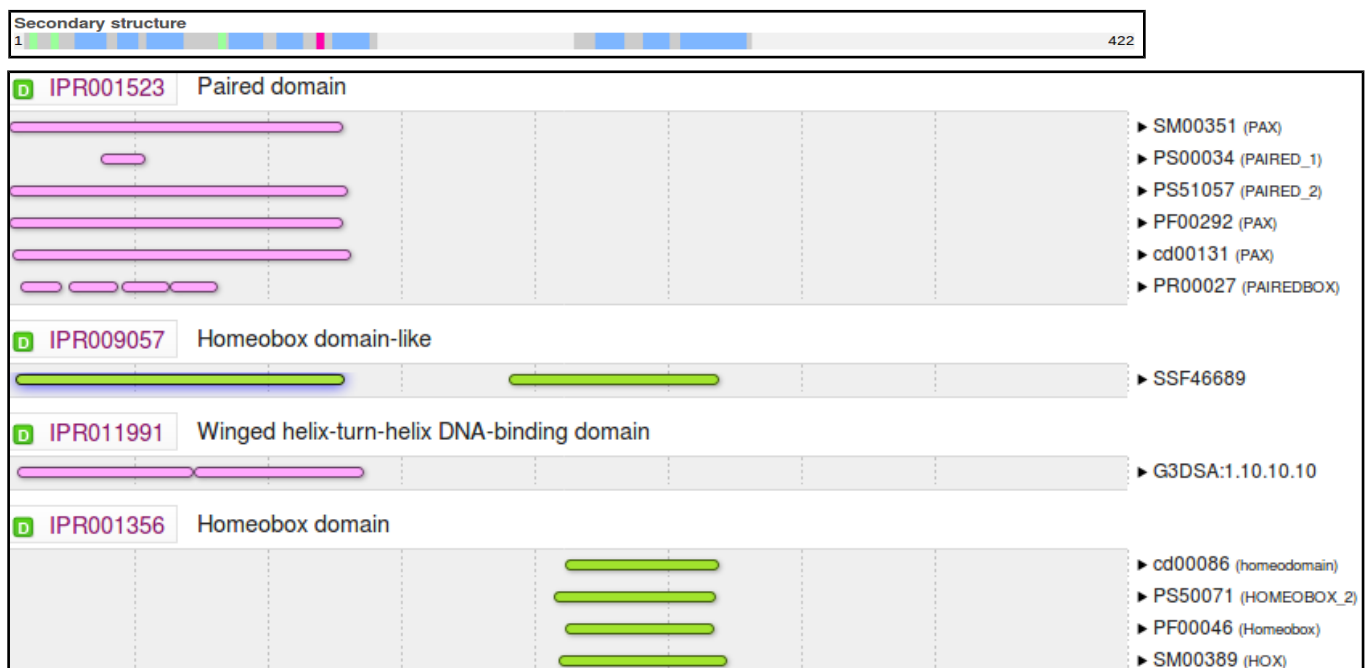 Secondary structure
1 422
D IPR001523 Paired domain
SM00351 (PAX)
PS00034 (PAIRED_1)
PS51057 (PAIRED_2)
PF00292 (PAX)
cd00131 (PAX)
PR00027 (PAIREDBOX)
D IPR009057 Homeobox domain-like
SSF46689
D IPR011991 Winged helix-turn-helix DNA-binding domain
G3DSA:1.10.10.10
D IPR001356 Homeobox domain
cd00086 (homeodomain)
PS50071 (HOMEOBOX_2)
PF00046 (Homeobox)
SM00389 (HOX)